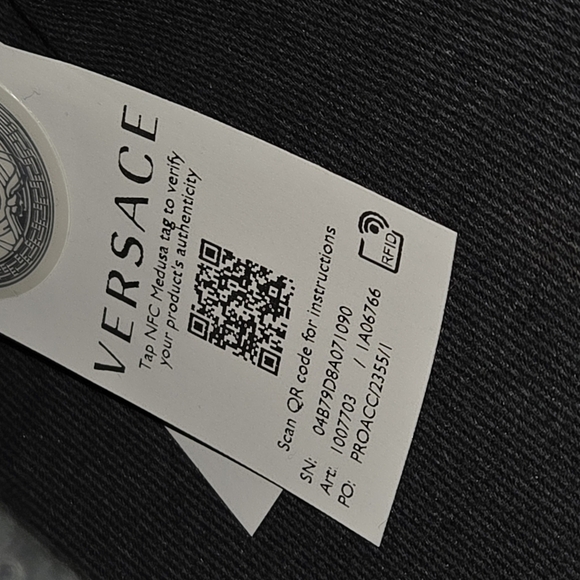 VERSACE
Tap NFC Medusa tag to verify
your product's authenticity
Scan QR code for instructions
SN: 04B79D8A071090
Art: 1007703 / 1A06766
PO: PROACC/2355/1
RFID